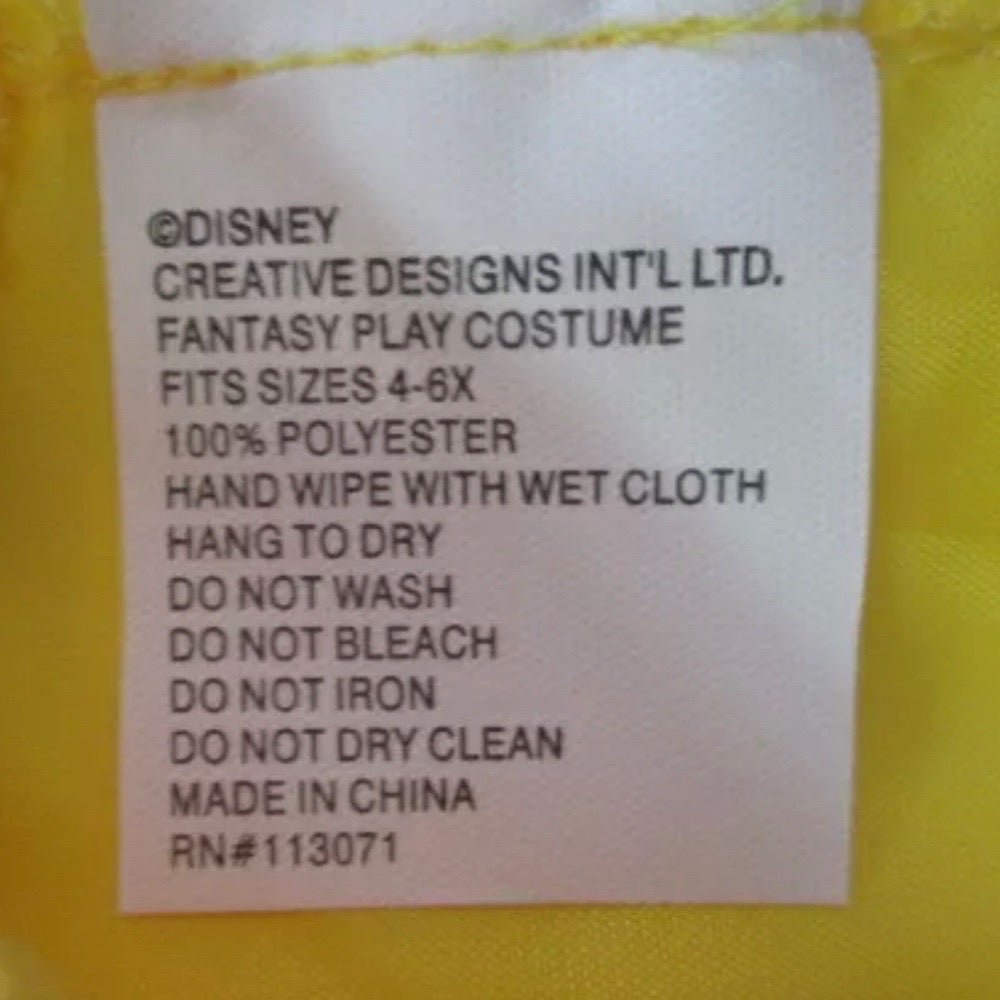 ©DISNEY
CREATIVE DESIGNS INT'L LTD.
FANTASY PLAY COSTUME
FITS SIZES 4-6X
100% POLYESTER
HAND WIPE WITH WET CLOTH
HANG TO DRY
DO NOT WASH
DO NOT BLEACH
DO NOT IRON
DO NOT DRY CLEAN
MADE IN CHINA
RN#113071